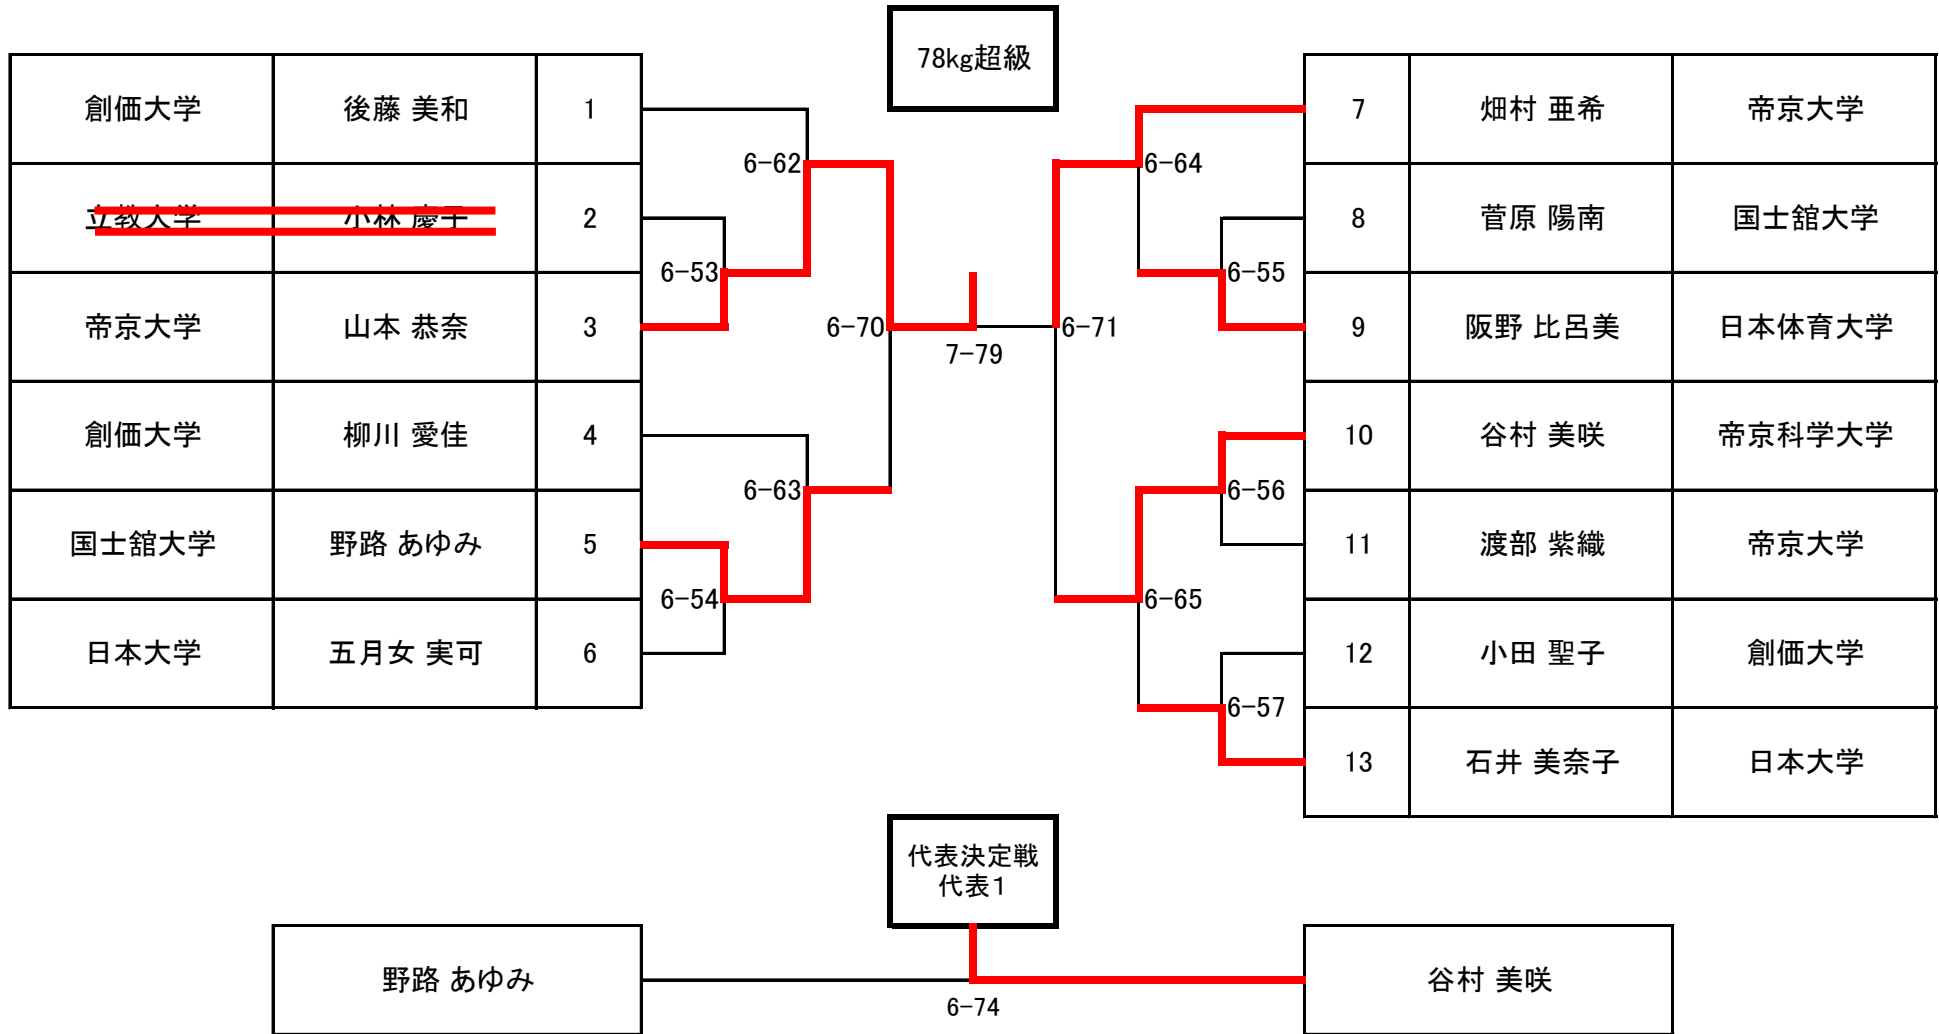 78kg超級
創価大学 後藤 美和 1
立教大学 小林 慶子 2
帝京大学 山本 恭奈 3
創価大学 柳川 愛佳 4
国士舘大学 野路 あゆみ 5
日本大学 五月女 実可 6
6-62
6-53
6-70
6-63
6-54
7-79
6-64
6-55
6-71
6-56
6-65
6-57
7 畑村 亜希 帝京大学
8 菅原 陽南 国士舘大学
9 阪野 比呂美 日本体育大学
10 谷村 美咲 帝京科学大学
11 渡部 紫織 帝京大学
12 小田 聖子 創価大学
13 石井 美奈子 日本大学
代表決定戦
代表1
野路 あゆみ
6-74
谷村 美咲